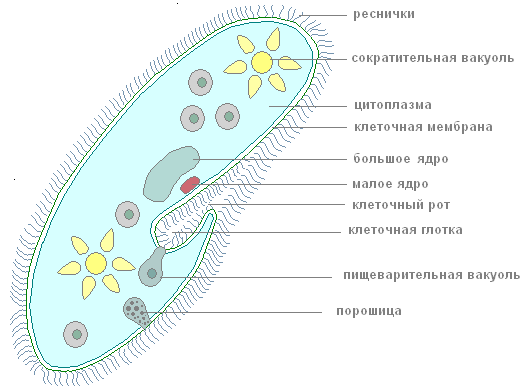 реснички
сократительная вакуоль
цитоплазма
клеточная мембрана
большое ядро
малое ядро
клеточный рот
клеточная глотка
пищеварительная вакуоль
порошица